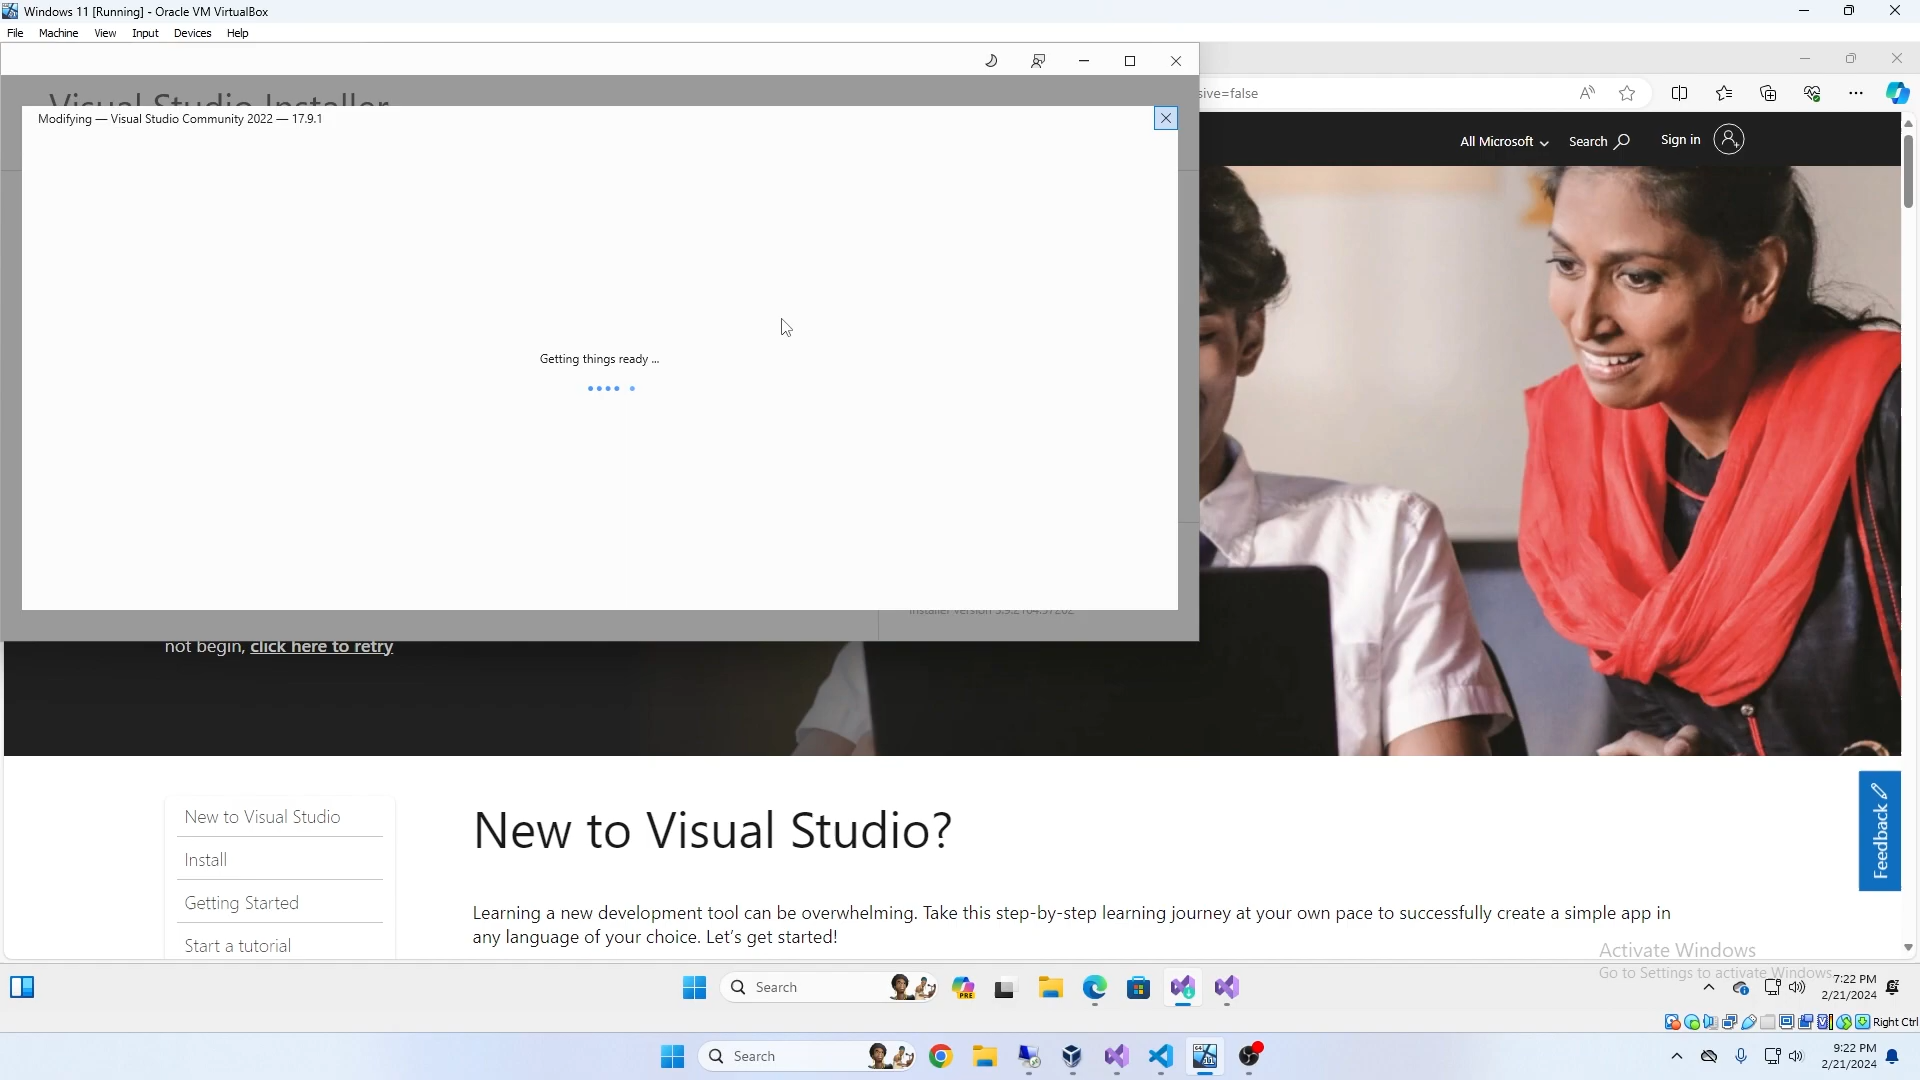 Windows 11 [Running] - Oracle VM VirtualBox
File Machine View Input Devices Help
sive=false
Visual Studio Installer
Modifying — Visual Studio Community 2022 — 17.9.1
All Microsoft Search Sign in
Getting things ready ...
not begin, click here to retry
New to Visual Studio
Install
Getting Started
Start a tutorial
New to Visual Studio?
Learning a new development tool can be overwhelming. Take this step-by-step learning journey at your own pace to successfully create a simple app in
any language of your choice. Let's get started!
Feedback
Activate Windows
Go to Settings to activate Windows.
Search
PRE
7:22 PM
2/21/2024
Right Ctrl
Search
9:22 PM
2/21/2024